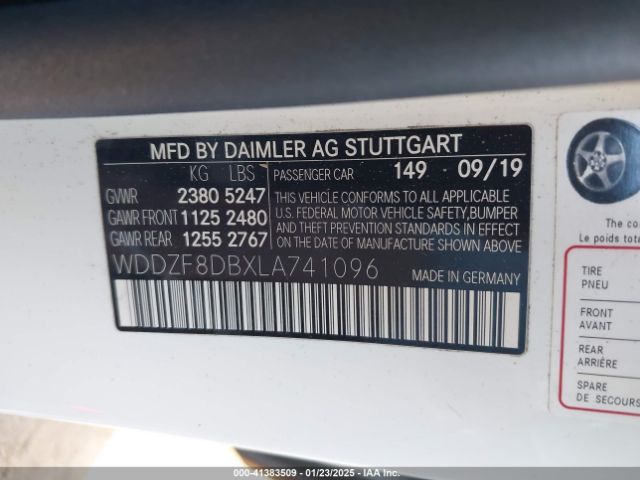 MFD BY DAIMLER AG STUTTGART
KG LBS PASSENGER CAR 149 09/19
GVWR 2380 5247
GAWR FRONT 1125 2480
GAWR REAR 1255 2767
THIS VEHICLE CONFORMS TO ALL APPLICABLE
U.S. FEDERAL MOTOR VEHICLE SAFETY,BUMPER
AND THEFT PREVENTION STANDARDS IN EFFECT
ON THE DATE OF MANUFACTURE SHOWN ABOVE
WDDZF8DBXLA741096 MADE IN GERMANY
The com
Le poids tota
TIRE
PNEU
FRONT
AVANT
REAR
ARRIÈRE
SPARE
DE SECOURS
000-41383509 - 01/23/2025 - IAA, Inc.